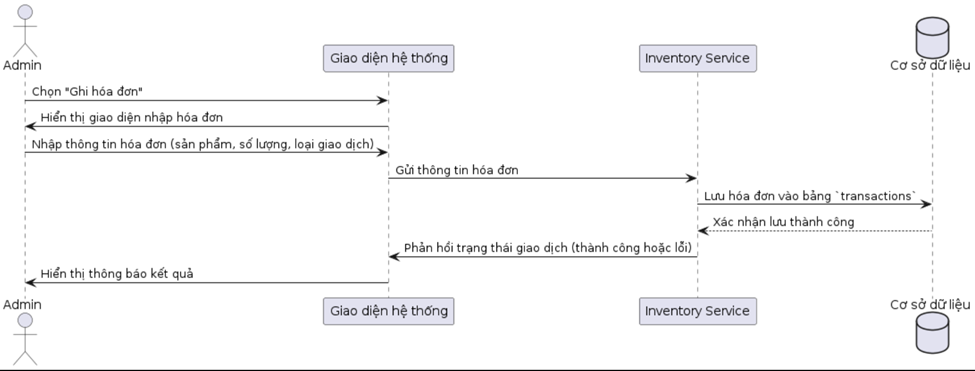 Admin
Giao diện hệ thống
Inventory Service
Cơ sở dữ liệu
Chọn "Ghi hóa đơn"
Hiển thị giao diện nhập hóa đơn
Nhập thông tin hóa đơn (sản phẩm, số lượng, loại giao dịch)
Gửi thông tin hóa đơn
Lưu hóa đơn vào bảng `transactions`
Xác nhận lưu thành công
Phản hồi trạng thái giao dịch (thành công hoặc lỗi)
Hiển thị thông báo kết quả
Admin
Giao diện hệ thống
Inventory Service
Cơ sở dữ liệu